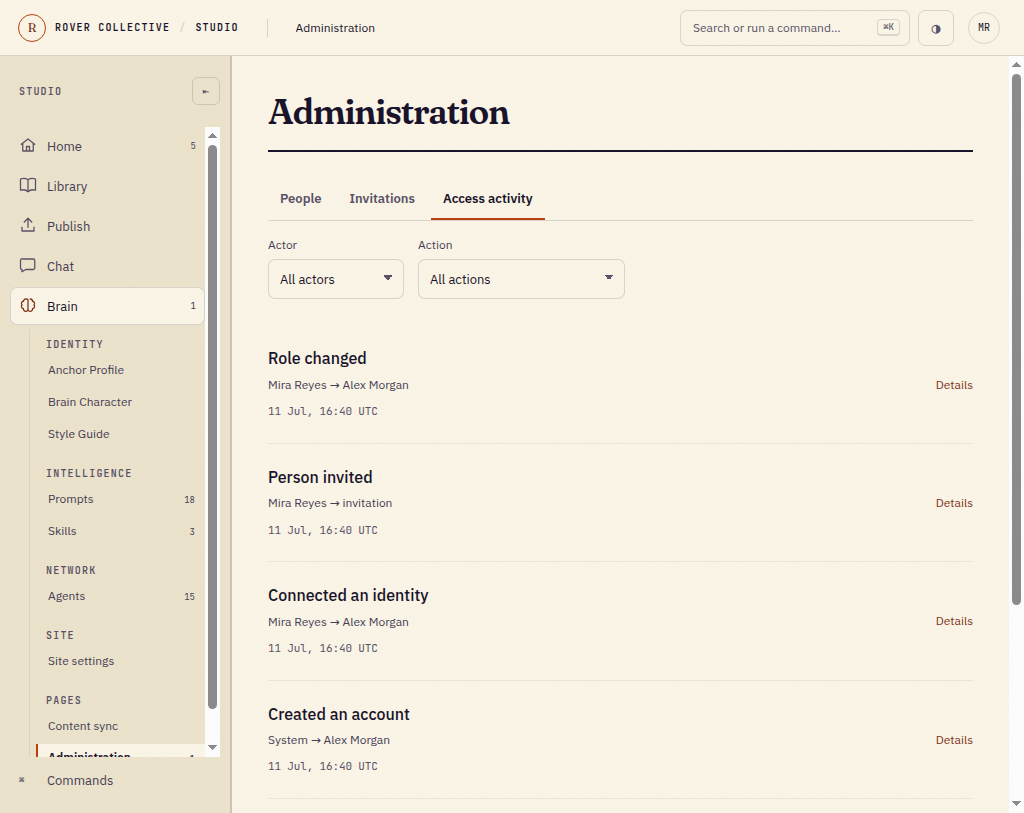 R ROVER COLLECTIVE / STUDIO
Administration
Search or run a command... ⌘K
MR
STUDIO
Home 5
Library
Publish
Chat
Brain 1
IDENTITY
Anchor Profile
Brain Character
Style Guide
INTELLIGENCE
Prompts 18
Skills 3
NETWORK
Agents 15
SITE
Site settings
PAGES
Content sync
Administration
⌘ Commands
Administration
People Invitations Access activity
Actor Action
All actors All actions
Role changed
Mira Reyes → Alex Morgan Details
11 Jul, 16:40 UTC
Person invited
Mira Reyes → invitation Details
11 Jul, 16:40 UTC
Connected an identity
Mira Reyes → Alex Morgan Details
11 Jul, 16:40 UTC
Created an account
System → Alex Morgan Details
11 Jul, 16:40 UTC